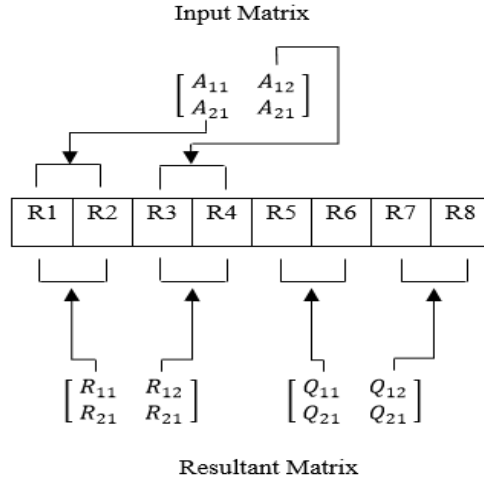 Input Matrix
A11 A12
A21 A21
R1 R2 R3 R4 R5 R6 R7 R8
R11 R12 Q11 Q12
R21 R21 Q21 Q21
Resultant Matrix